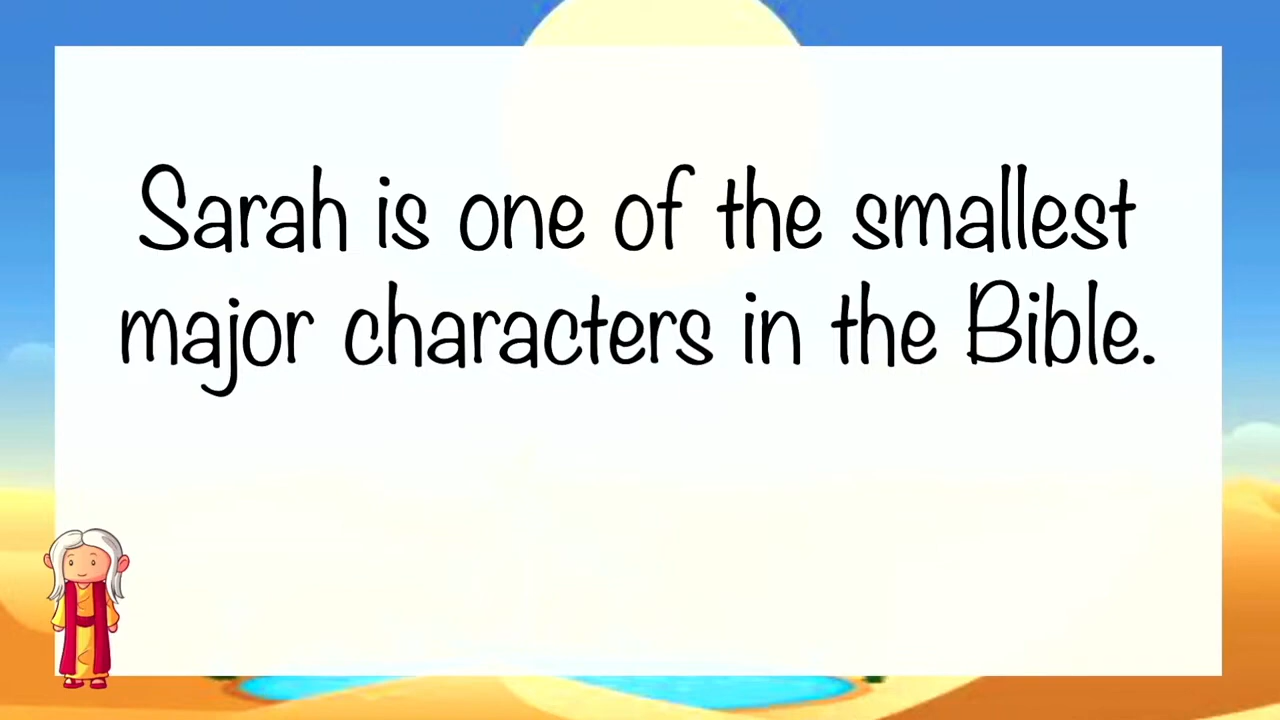 Sarah is one of the smallest
major characters in the Bible.